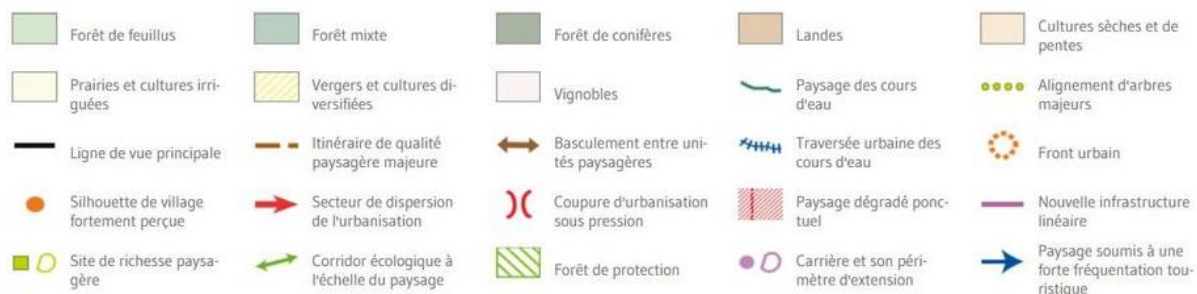 Forêt de feuillus
Forêt mixte
Forêt de conifères
Landes
Cultures sèches et de
pentes
Prairies et cultures irri-
guées
Vergers et cultures di-
versifiées
Vignobles
Paysage des cours
d'eau
Alignement d'arbres
majeurs
Ligne de vue principale
Itinéraire de qualité
paysagère majeure
Basculement entre uni-
tés paysagères
Traversée urbaine des
cours d'eau
Front urbain
Silhouette de village
fortement perçue
Secteur de dispersion
de l'urbanisation
Coupure d'urbanisation
sous pression
Paysage dégradé ponc-
tuel
Nouvelle infrastructure
linéaire
Site de richesse paysa-
gère
Corridor écologique à
l'échelle du paysage
Forêt de protection
Carrière et son péri-
mètre d'extension
Paysage soumis à une
forte fréquentation tou-
ristique